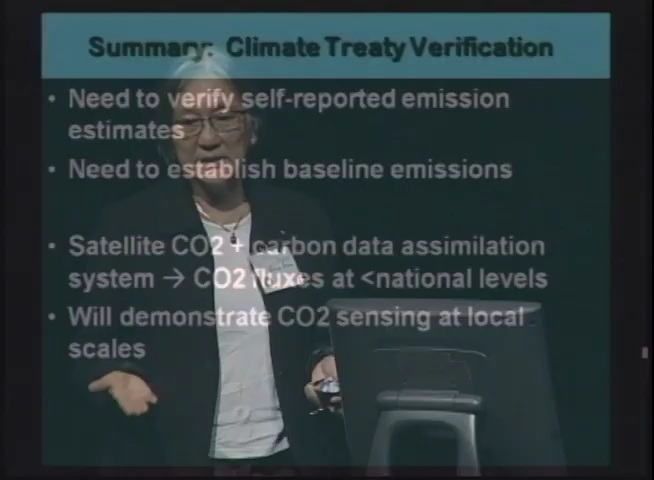 Summary: Climate Treaty Verification
• Need to verify self-reported emission
estimates
• Need to establish baseline emissions
• Satellite CO2 + carbon data assimilation
system → CO2 fluxes at <national levels
• Will demonstrate CO2 sensing at local
scales